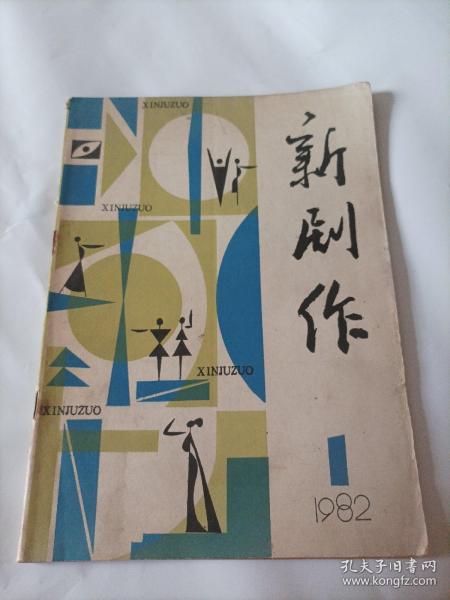 XINJUZUO
XINJUZUO
XINJUZUO
XINJUZUO
新剧作
1
1982
孔夫子旧书网
www.kongfz.com